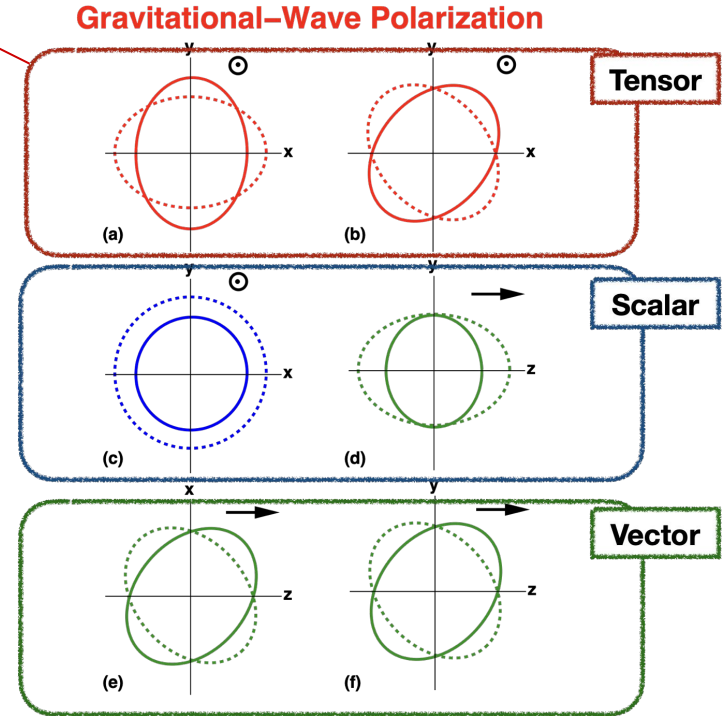 Gravitational–Wave Polarization
Tensor
y
x
(a)
y
x
(b)
Scalar
y
x
(c)
y
z
(d)
Vector
x
z
(e)
y
z
(f)